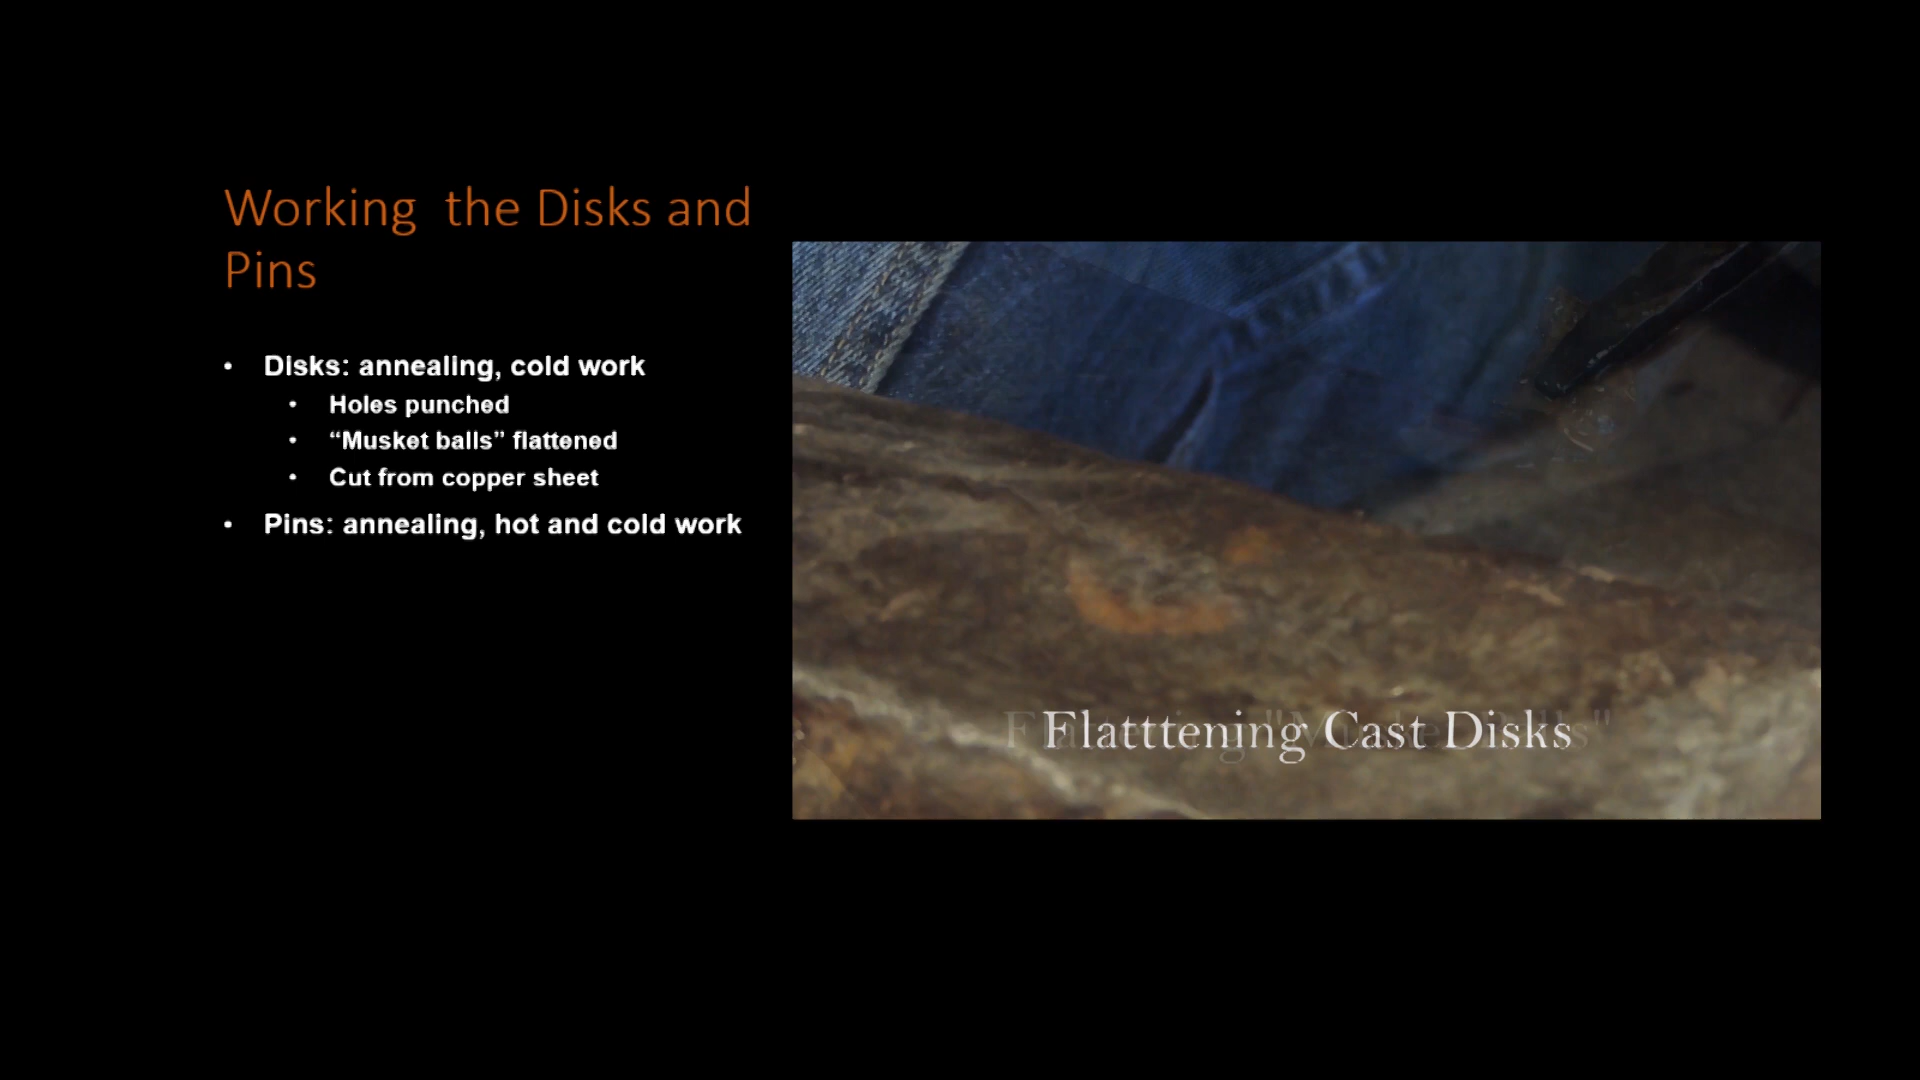 Working the Disks and
Pins
• Disks: annealing, cold work
• Holes punched
• “Musket balls” flattened
• Cut from copper sheet
• Pins: annealing, hot and cold work
Flatttening Cast Disks